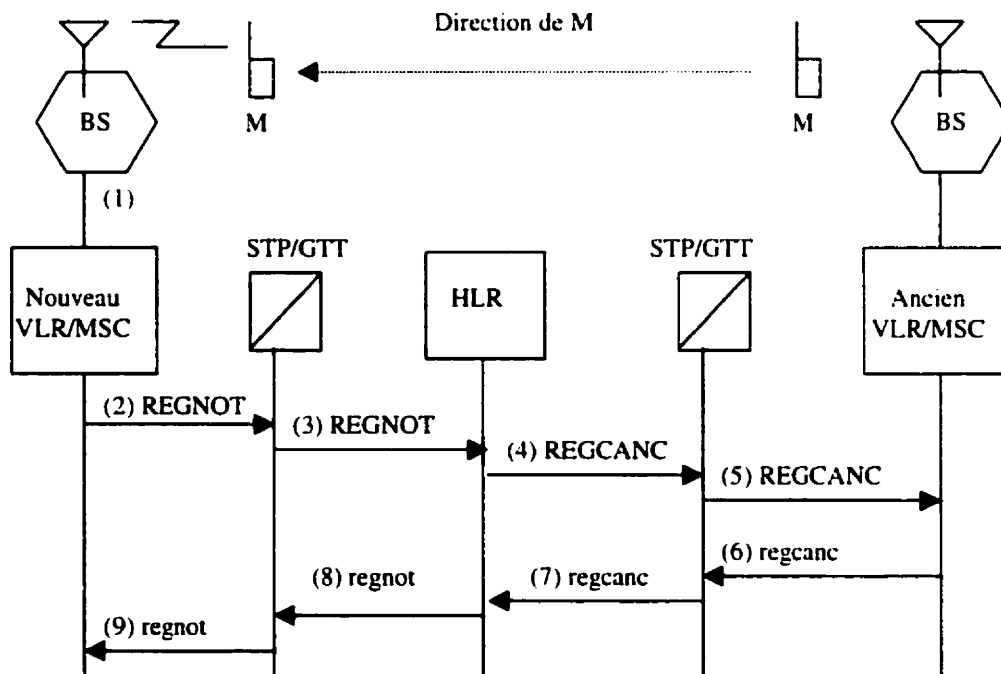 Direction de M
BS
M
M
BS
(1)
STP/GTT
STP/GTT
Nouveau
VLR/MSC
HLR
Ancien
VLR/MSC
(2) REGNOT
(3) REGNOT
(4) REGCANC
(5) REGCANC
(6) regcanc
(7) regcanc
(8) regnot
(9) regnot